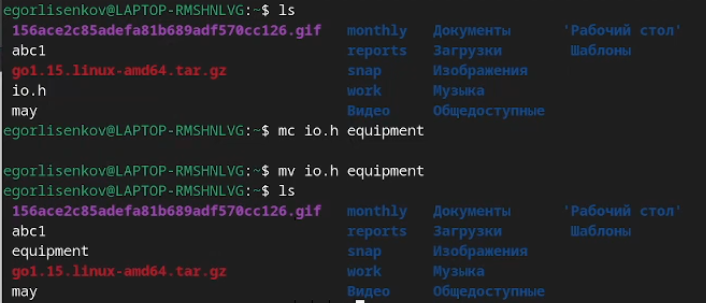 egorlisenkov@LAPTOP-RMSHNLVG:~$ ls
156ace2c85adefa81b689adf570cc126.gif monthly Документы 'Рабочий стол'
abc1 reports Загрузки Шаблоны
go1.15.linux-amd64.tar.gz snap Изображения
io.h work Музыка
may Видео Общедоступные
egorlisenkov@LAPTOP-RMSHNLVG:~$ mc io.h equipment
egorlisenkov@LAPTOP-RMSHNLVG:~$ mv io.h equipment
egorlisenkov@LAPTOP-RMSHNLVG:~$ ls
156ace2c85adefa81b689adf570cc126.gif monthly Документы 'Рабочий стол'
abc1 reports Загрузки Шаблоны
equipment snap Изображения
go1.15.linux-amd64.tar.gz work Музыка
may Видео Общедоступные